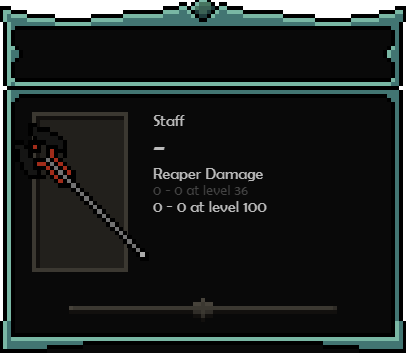 Staff
–
Reaper Damage
0 - 0 at level 36
0 - 0 at level 100